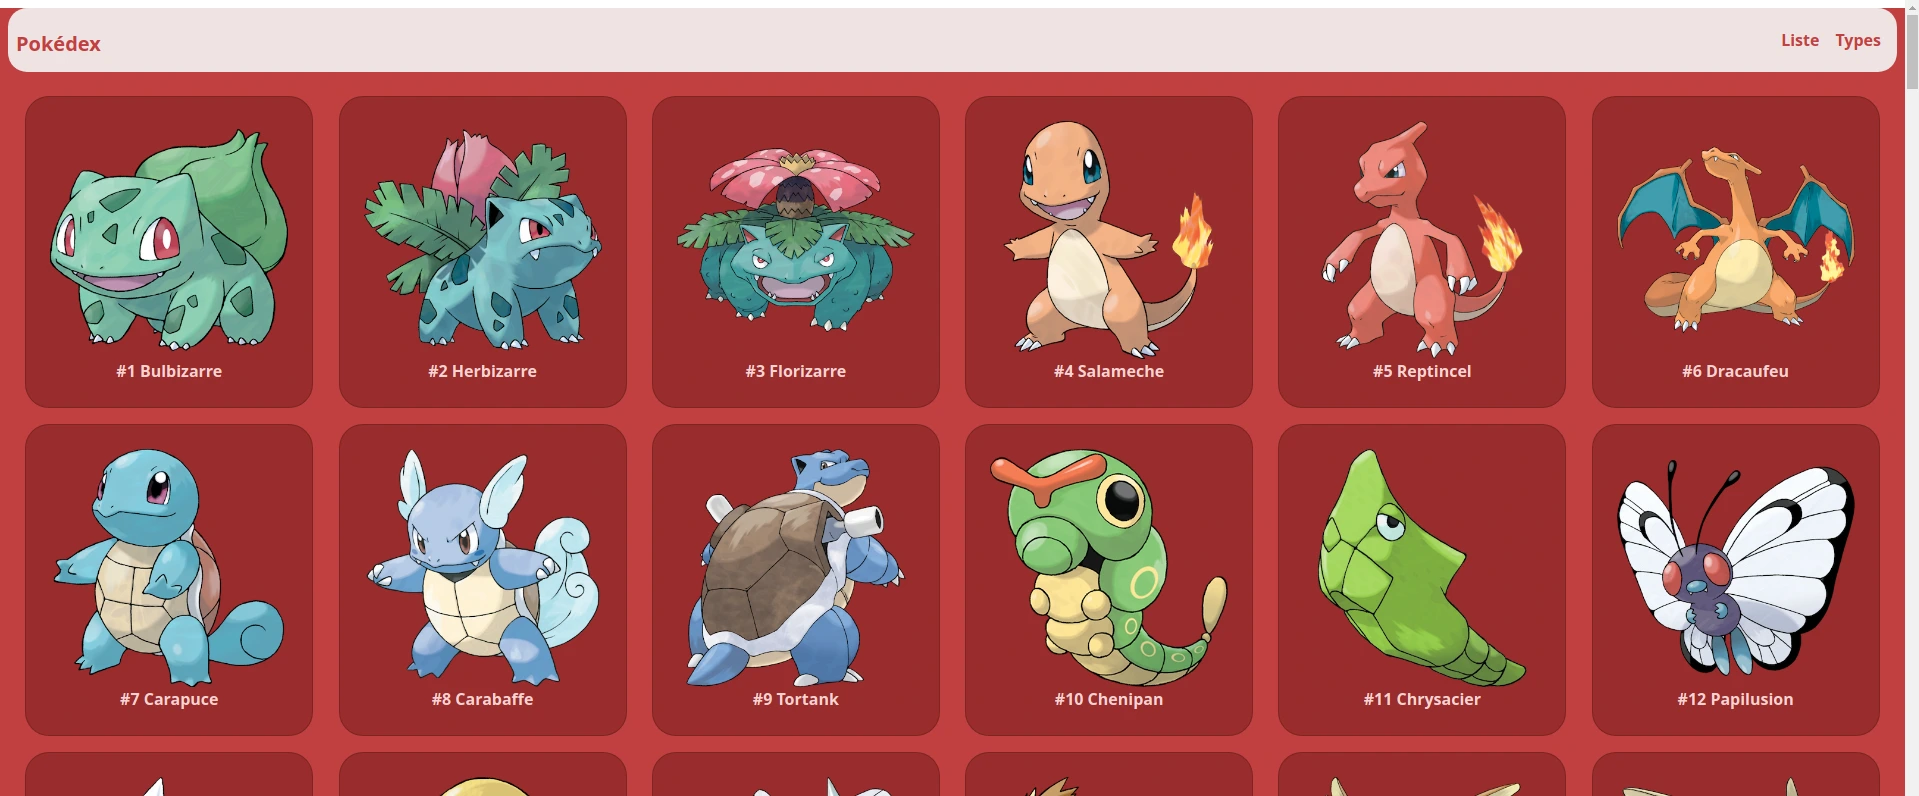 Pokédex
Liste Types
#1 Bulbizarre
#2 Herbizarre
#3 Florizarre
#4 Salameche
#5 Reptincel
#6 Dracaufeu
#7 Carapuce
#8 Carabaffe
#9 Tortank
#10 Chenipan
#11 Chrysacier
#12 Papilusion